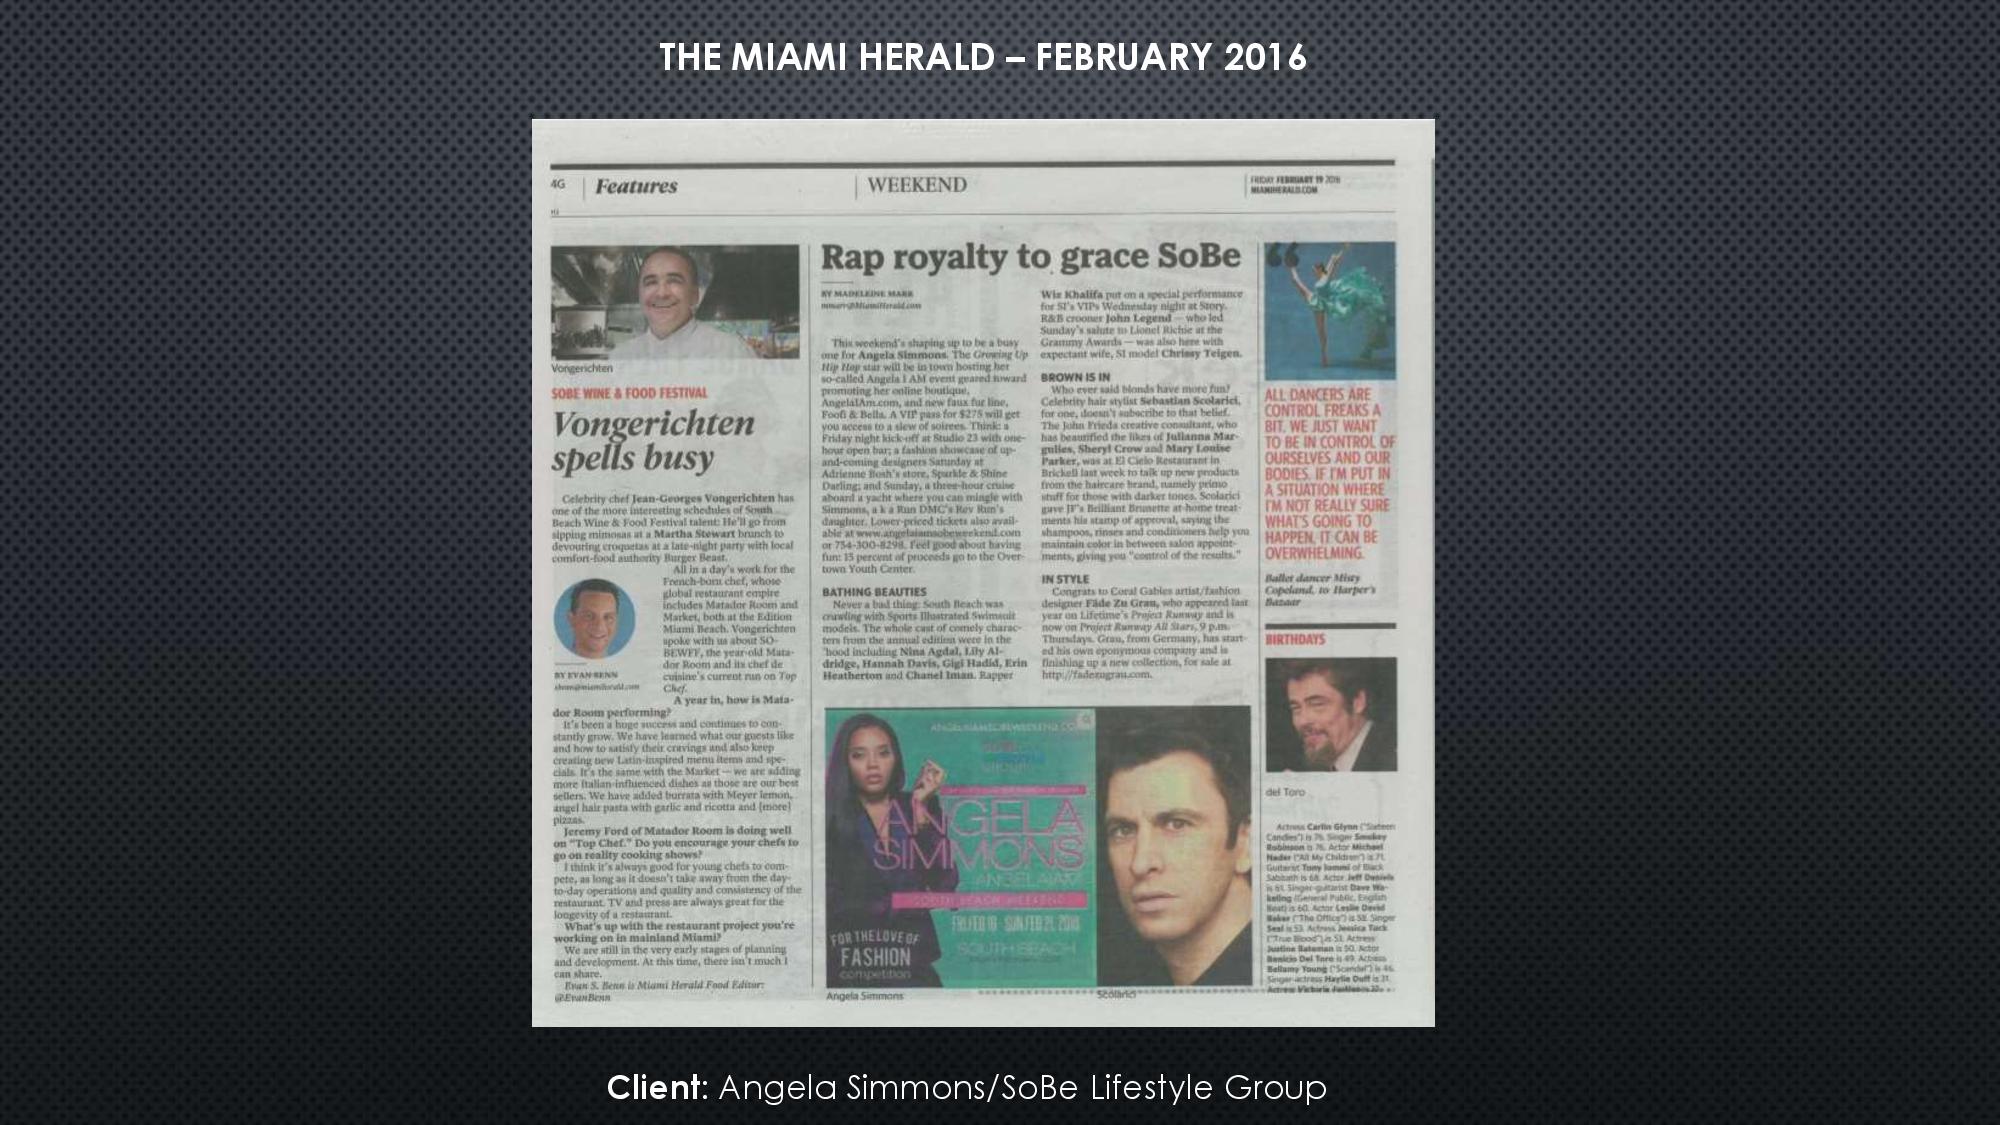 THE MIAMI HERALD – FEBRUARY 2016
4G
Features
WEEKEND
FRIDAY FEBRUARY 19 2016
MIAMIHERALD.COM
Vongerichten
SOBE WINE & FOOD FESTIVAL
Vongerichten
spells busy
Celebrity chef Jean-Georges Vongerichten has
one of the more interesting schedules of South
Beach Wine & Food Festival talent: He'll go from
sipping mimosas at a Martha Stewart brunch to
devouring croquetas at a late-night party with local
comfort-food authority Burger Beast.
All in a day's work for the
French-born chef, whose
global restaurant empire
includes Matador Room and
Market, both at the Edition
Miami Beach. Vongerichten
spoke with us about SO-
BEWFF, the year-old Mata-
dor Room and its chef de
cuisine's current run on Top
Chef.
BY EVAN BENN
A year in, how is Mata-
dor Room performing?
It's been a huge success and continues to con-
stantly grow. We have learned what our guests like
and how to satisfy their cravings and also keep
creating new Latin-inspired menu items and spe-
cials. It's the same with the Market — we are adding
more Italian-influenced dishes as those are our best
sellers. We have added burrata with Meyer lemon,
angel hair pasta with garlic and ricotta and [more]
pizzas.
Jeremy Ford of Matador Room is doing well
on "Top Chef." Do you encourage your chefs to
go on reality cooking shows?
I think it's always good for young chefs to com-
pete, as long as it doesn't take away from the day-
to-day operations and quality and consistency of the
restaurant. TV and press are always great for the
longevity of a restaurant.
What's up with the restaurant project you're
working on in mainland Miami?
We are still in the very early stages of planning
and development. At this time, there isn't much I
can share.
Evan S. Benn is Miami Herald Food Editor:
@EvanBenn
Rap royalty to grace SoBe
BY MADELEINE MARR
mmarr@MiamiHerald.com
This weekend's shaping up to be a busy
one for Angela Simmons. The Growing Up
Hip Hop star will be in town hosting her
so-called Angela I AM event geared toward
promoting her online boutique,
AngelaIAm.com, and new faux fur line,
Foofi & Bella. A VIP pass for $275 will get
you access to a slew of soirees. Think: a
Friday night kick-off at Studio 23 with one-
hour open bar; a fashion showcase of up-
and-coming designers Saturday at
Adrienne Bosh's store, Sparkle & Shine
Darling; and Sunday, a three-hour cruise
aboard a yacht where you can mingle with
Simmons, a k a Run DMC's Rev Run's
daughter. Lower-priced tickets also avail-
able at www.angelaiamsobeweekend.com
or 754-300-8298. Feel good about having
fun: 15 percent of proceeds go to the Over-
town Youth Center.
BATHING BEAUTIES
Never a bad thing: South Beach was
crawling with Sports Illustrated Swimsuit
models. The whole cast of comely charac-
ters from the annual edition were in the
'hood including Nina Agdal, Lily Al-
dridge, Hannah Davis, Gigi Hadid, Erin
Heatherton and Chanel Iman. Rapper
Wiz Khalifa put on a special performance
for SI's VIPs Wednesday night at Story.
R&B crooner John Legend — who led
Sunday's salute to Lionel Richie at the
Grammy Awards — was also here with
expectant wife, SI model Chrissy Teigen.
BROWN IS IN
Who ever said blonds have more fun?
Celebrity hair stylist Sebastian Scolarici,
for one, doesn't subscribe to that belief.
The John Frieda creative consultant, who
has beautified the likes of Julianna Mar-
gulies, Sheryl Crow and Mary Louise
Parker, was at El Cielo Restaurant in
Brickell last week to talk up new products
from the haircare brand, namely primo
stuff for those with darker tones. Scolarici
gave JF's Brilliant Brunette at-home treat-
ments his stamp of approval, saying the
shampoos, rinses and conditioners help you
maintain color in between salon appoint-
ments, giving you "control of the results."
IN STYLE
Congrats to Coral Gables artist/fashion
designer Fäde Zu Grau, who appeared last
year on Lifetime's Project Runway and is
now on Project Runway All Stars, 9 p.m.
Thursdays. Grau, from Germany, has start-
ed his own eponymous company and is
finishing up a new collection, for sale at
http://fadezugrau.com.
ANGELAIAMSOBEWEEKEND.CO
ANGELA
SIMMONS
ANGELAIAM
SOUTH BEACH WEEKEND
SOUTH BEACH
FOR THE LOVE OF
FASHION
competition
Angela Simmons
Scolarici
“
ALL DANCERS ARE
CONTROL FREAKS A
BIT. WE JUST WANT
TO BE IN CONTROL OF
OURSELVES AND OUR
BODIES. IF I'M PUT IN
A SITUATION WHERE
I'M NOT REALLY SURE
WHAT'S GOING TO
HAPPEN, IT CAN BE
OVERWHELMING.
Ballet dancer Misty
Copeland, to Harper's
Bazaar
BIRTHDAYS
del Toro
Actress Carlin Glynn ("Sixteen
Candles") is 76. Singer Smokey
Robinson is 76. Actor Michael
Nader ("All My Children") is 71.
Guitarist Tony Iommi of Black
Sabbath is 68. Actor Jeff Daniels
is 61. Singer-guitarist Dave Wa-
keling (General Public, English
Beat) is 60. Actor Leslie David
Baker ("The Office") is 58. Singer
Seal is 53. Actress Jessica Tuck
("True Blood") is 53. Actress
Justine Bateman is 50. Actor
Benicio Del Toro is 49. Actress
Bellamy Young ("Scandal") is 46.
Singer-actress Haylie Duff is 31.
Actress Victoria Justice is
Client: Angela Simmons/SoBe Lifestyle Group